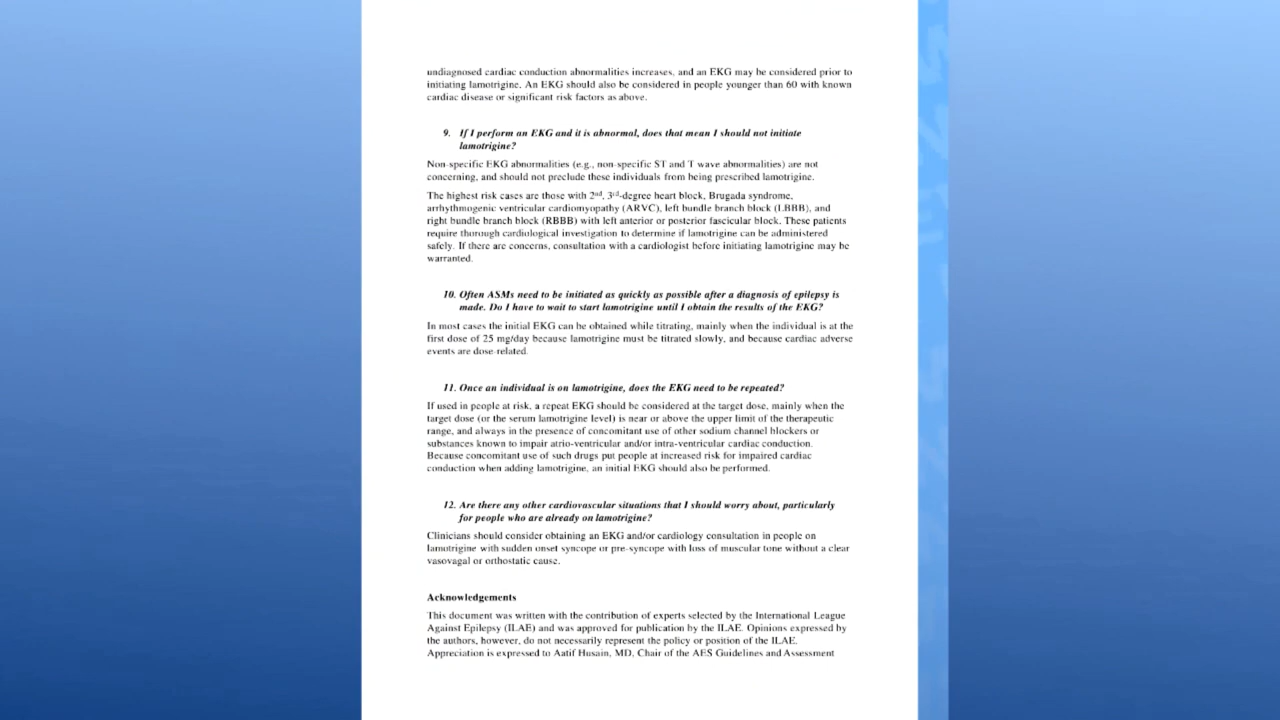 undiagnosed cardiac conduction abnormalities increases, and an EKG may be considered prior to
initiating lamotrigine. An EKG should also be considered in people younger than 60 with known
cardiac disease or significant risk factors as above.
9. If I perform an EKG and it is abnormal, does that mean I should not initiate
lamotrigine?
Non-specific EKG abnormalities (e.g., non-specific ST and T wave abnormalities) are not
concerning, and should not preclude these individuals from being prescribed lamotrigine.
The highest risk cases are those with 2nd, 3rd-degree heart block, Brugada syndrome,
arrhythmogenic ventricular cardiomyopathy (ARVC), left bundle branch block (LBBB), and
right bundle branch block (RBBB) with left anterior or posterior fascicular block. These patients
require thorough cardiological investigation to determine if lamotrigine can be administered
safely. If there are concerns, consultation with a cardiologist before initiating lamotrigine may be
warranted.
10. Often ASMs need to be initiated as quickly as possible after a diagnosis of epilepsy is
made. Do I have to wait to start lamotrigine until I obtain the results of the EKG?
In most cases the initial EKG can be obtained while titrating, mainly when the individual is at the
first dose of 25 mg/day because lamotrigine must be titrated slowly, and because cardiac adverse
events are dose-related.
11. Once an individual is on lamotrigine, does the EKG need to be repeated?
If used in people at risk, a repeat EKG should be considered at the target dose, mainly when the
target dose (or the serum lamotrigine level) is near or above the upper limit of the therapeutic
range, and always in the presence of concomitant use of other sodium channel blockers or
substances known to impair atrio-ventricular and/or intra-ventricular cardiac conduction.
Because concomitant use of such drugs put people at increased risk for impaired cardiac
conduction when adding lamotrigine, an initial EKG should also be performed.
12. Are there any other cardiovascular situations that I should worry about, particularly
for people who are already on lamotrigine?
Clinicians should consider obtaining an EKG and/or cardiology consultation in people on
lamotrigine with sudden onset syncope or pre-syncope with loss of muscular tone without a clear
vasovagal or orthostatic cause.
Acknowledgements
This document was written with the contribution of experts selected by the International League
Against Epilepsy (ILAE) and was approved for publication by the ILAE. Opinions expressed by
the authors, however, do not necessarily represent the policy or position of the ILAE.
Appreciation is expressed to Aatif Husain, MD, Chair of the AES Guidelines and Assessment